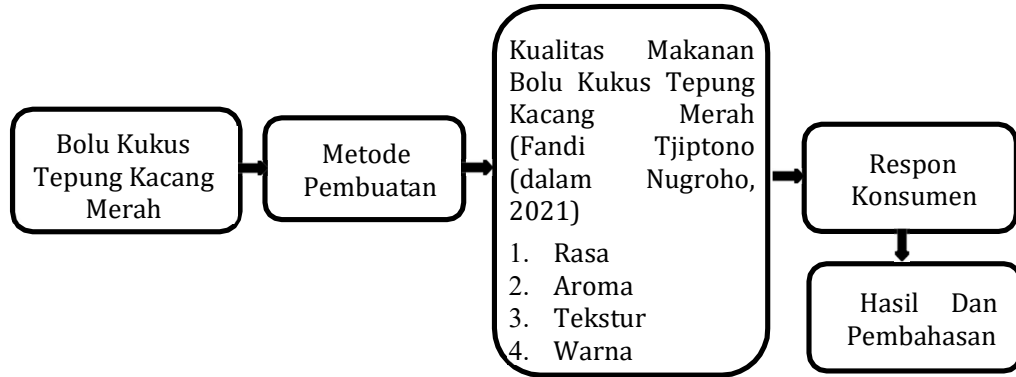 Bolu Kukus
Tepung Kacang
Merah
Metode
Pembuatan
Kualitas Makanan
Bolu Kukus Tepung
Kacang Merah
(Fandi Tjiptono
(dalam Nugroho,
2021)
1. Rasa
2. Aroma
3. Tekstur
4. Warna
Respon
Konsumen
Hasil Dan
Pembahasan